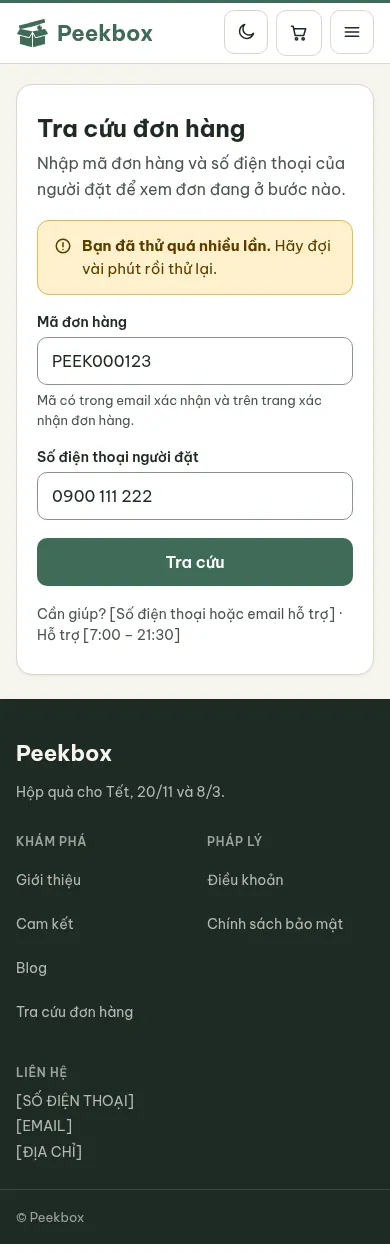 Peekbox
Tra cứu đơn hàng
Nhập mã đơn hàng và số điện thoại của
người đặt để xem đơn đang ở bước nào.
Bạn đã thử quá nhiều lần. Hãy đợi
vài phút rồi thử lại.
Mã đơn hàng
PEEK000123
Mã có trong email xác nhận và trên trang xác
nhận đơn hàng.
Số điện thoại người đặt
0900 111 222
Tra cứu
Cần giúp? [Số điện thoại hoặc email hỗ trợ] ·
Hỗ trợ [7:00 – 21:30]
Peekbox
Hộp quà cho Tết, 20/11 và 8/3.
KHÁM PHÁ
Giới thiệu
Cam kết
Blog
Tra cứu đơn hàng
PHÁP LÝ
Điều khoản
Chính sách bảo mật
LIÊN HỆ
[SỐ ĐIỆN THOẠI]
[EMAIL]
[ĐỊA CHỈ]
© Peekbox